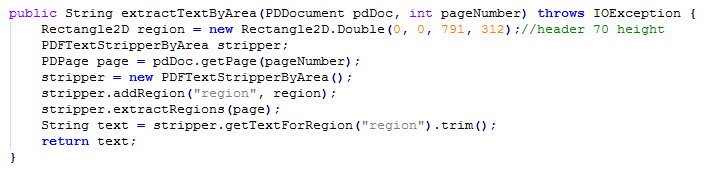 public String extractTextByArea(PDDocument pdDoc, int pageNumber) throws IOException {
    Rectangle2D region = new Rectangle2D.Double(0, 0, 791, 312);//header 70 height
    PDFTextStripperByArea stripper;
    PDPage page = pdDoc.getPage(pageNumber);
    stripper = new PDFTextStripperByArea();
    stripper.addRegion("region", region);
    stripper.extractRegions(page);
    String text = stripper.getTextForRegion("region").trim();
    return text;
}